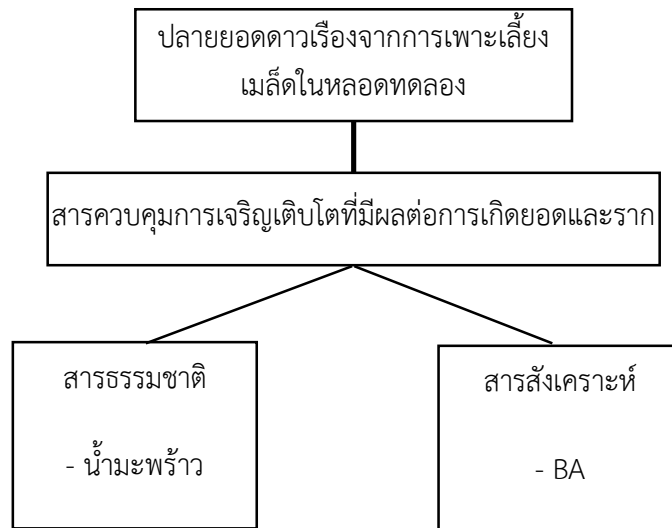 ปลายยอดดาวเรืองจากการเพาะเลี้ยง
เมล็ดในหลอดทดลอง
สารควบคุมการเจริญเติบโตที่มีผลต่อการเกิดยอดและราก
สารธรรมชาติ
- น้ำมะพร้าว
สารสังเคราะห์
- BA